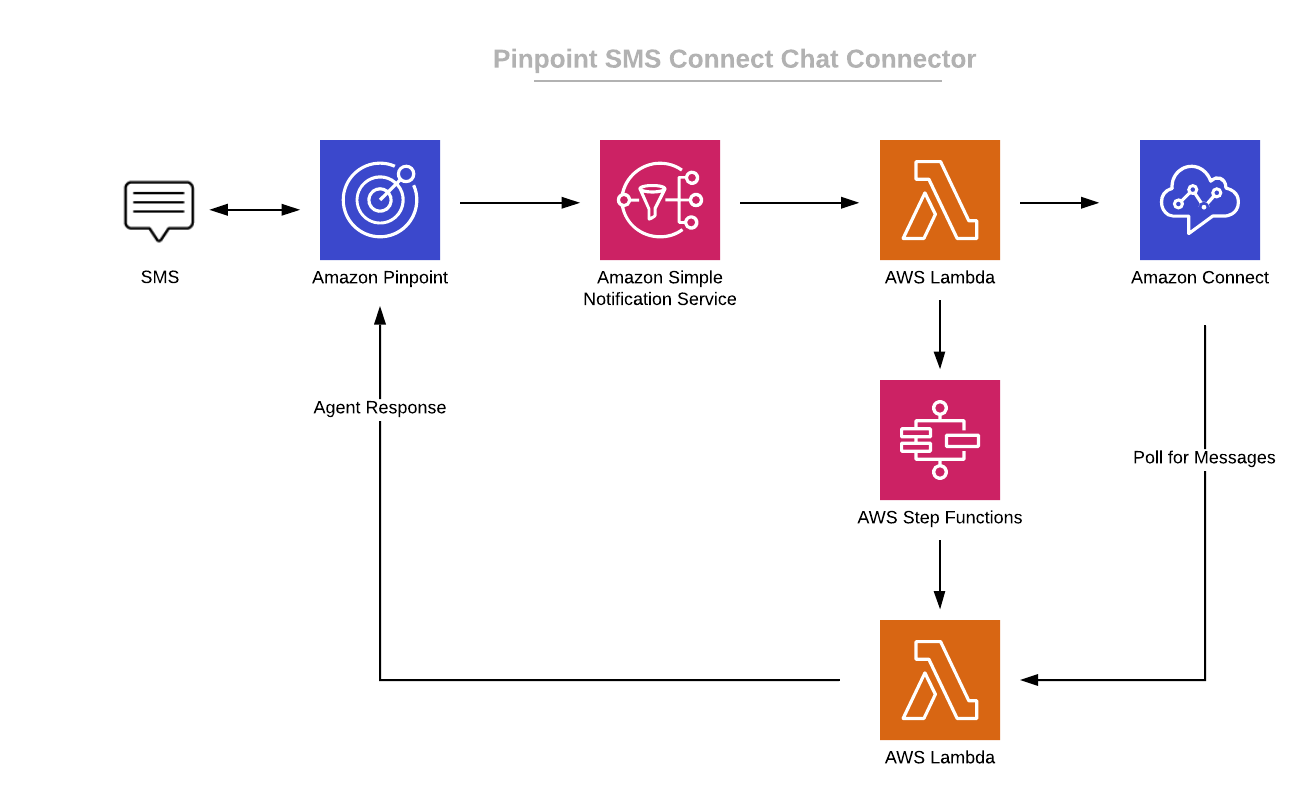 Pinpoint SMS Connect Chat Connector
SMS
Amazon Pinpoint
Amazon Simple
Notification Service
AWS Lambda
Amazon Connect
Agent Response
Poll for Messages
AWS Step Functions
AWS Lambda